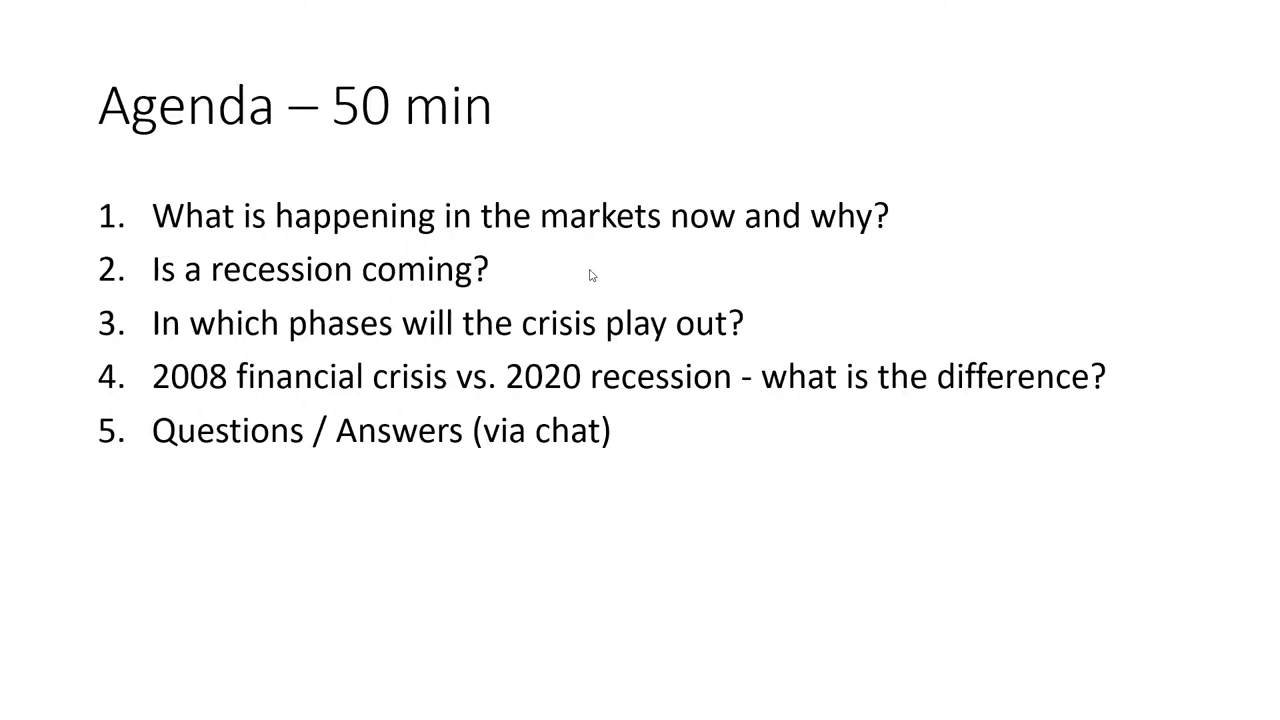 Agenda – 50 min
1. What is happening in the markets now and why?
2. Is a recession coming?
3. In which phases will the crisis play out?
4. 2008 financial crisis vs. 2020 recession - what is the difference?
5. Questions / Answers (via chat)